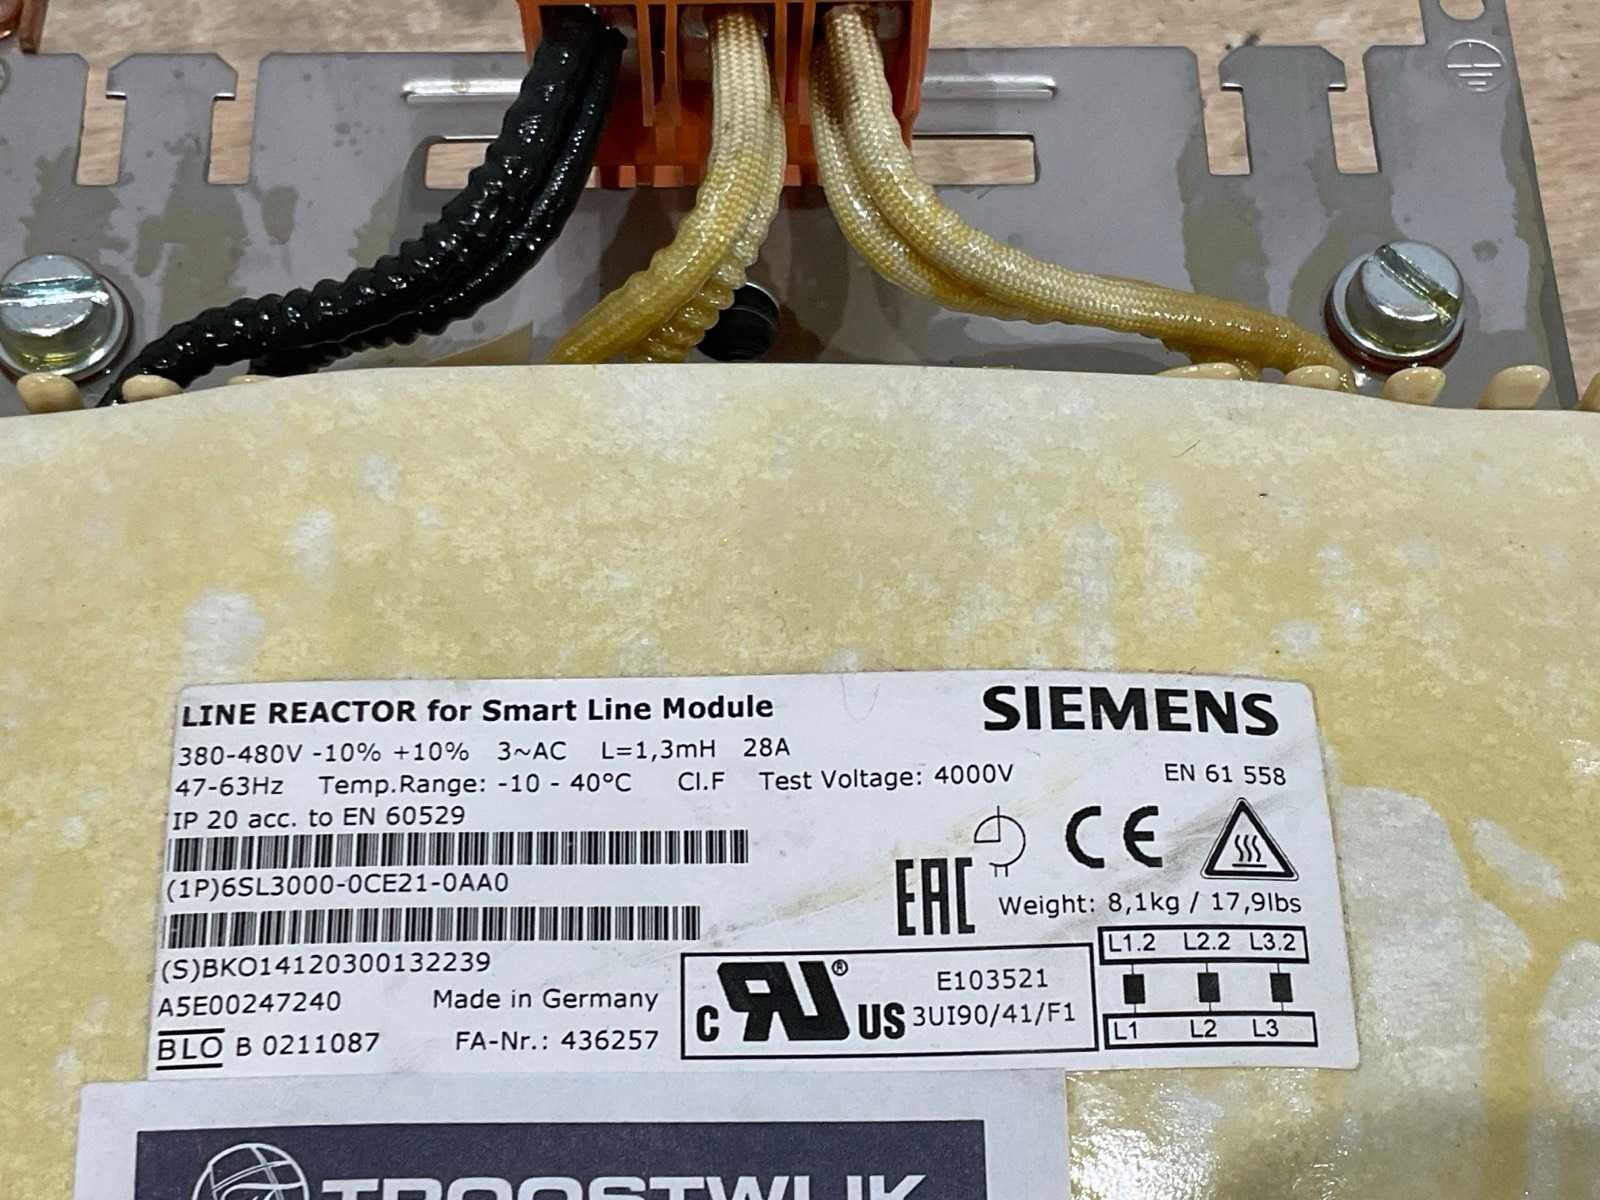 LINE REACTOR for Smart Line Module
SIEMENS
380-480V -10% +10% 3~AC L=1,3mH 28A
47-63Hz Temp.Range: -10 - 40°C Cl.F Test Voltage: 4000V
EN 61 558
IP 20 acc. to EN 60529
(1P)6SL3000-0CE21-0AA0
EAC
CE
Weight: 8,1kg / 17,9lbs
(S)BKO14120300132239
A5E00247240 Made in Germany
BLO B 0211087 FA-Nr.: 436257
c RU ® US
E103521
3UI90/41/F1
L1.2 L2.2 L3.2
L1 L2 L3
TROOSTWIJK